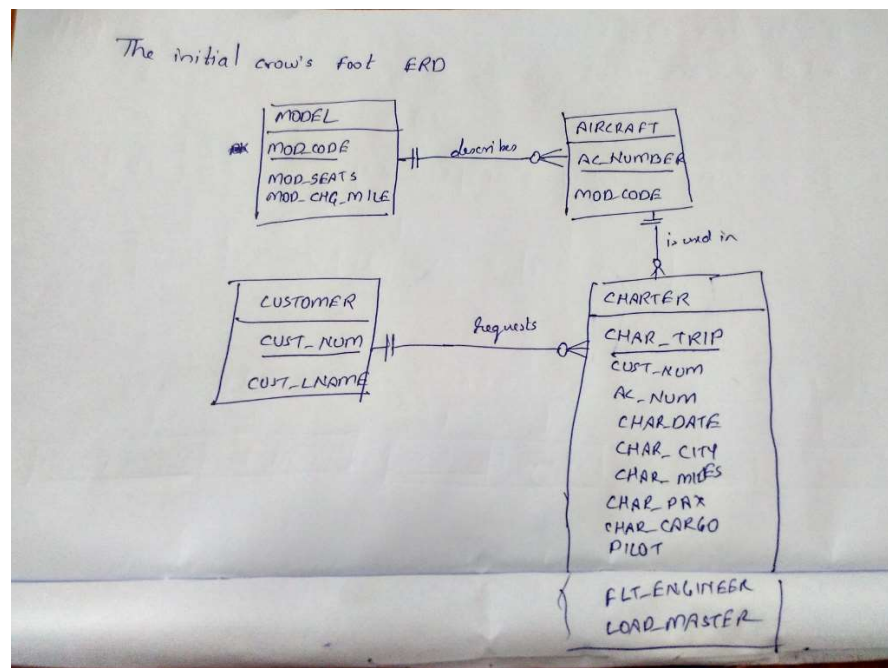 The initial crow's foot ERD
MODEL
MOD_CODE
MOD_SEATS
MOD_CHG_MILE
describes
AIRCRAFT
AC_NUMBER
MOD_CODE
is used in
CUSTOMER
CUST_NUM
CUST_LNAME
Requests
CHARTER
CHAR_TRIP
CUST_NUM
AC_NUM
CHAR_DATE
CHAR_CITY
CHAR_MILES
CHAR_PAX
CHAR_CARGO
PILOT
FLT_ENGINEER
LOAD_MASTER